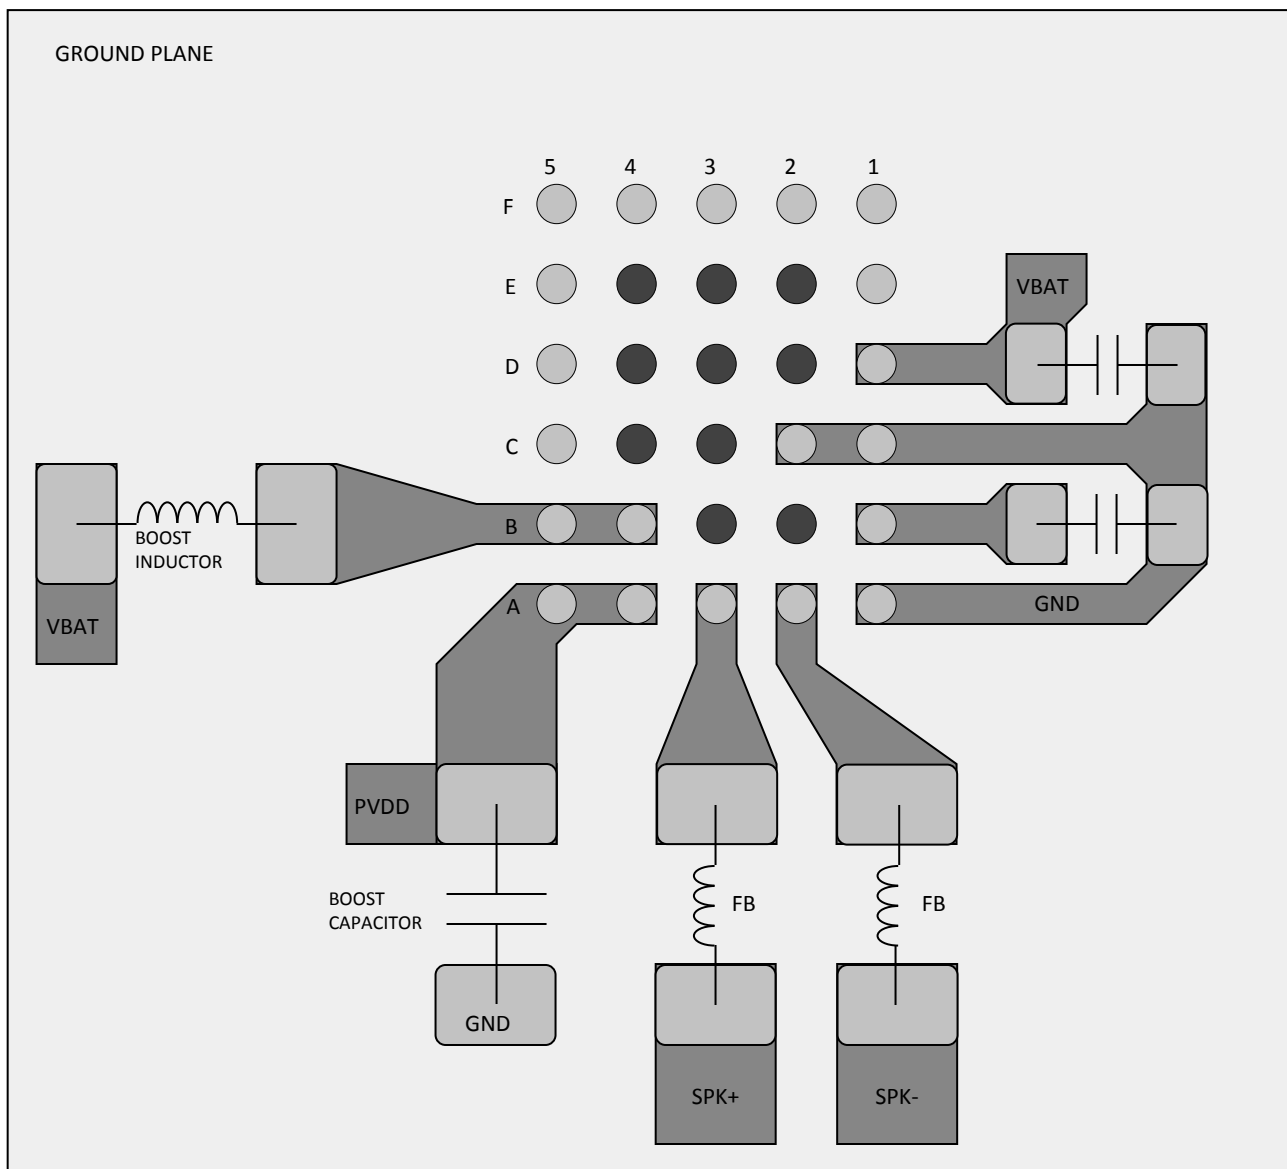 GROUND PLANE
5 4 3 2 1
F
E
VBAT
D
C
B
BOOST
INDUCTOR
A
GND
VBAT
PVDD
BOOST
CAPACITOR
FB
FB
GND
SPK+
SPK-